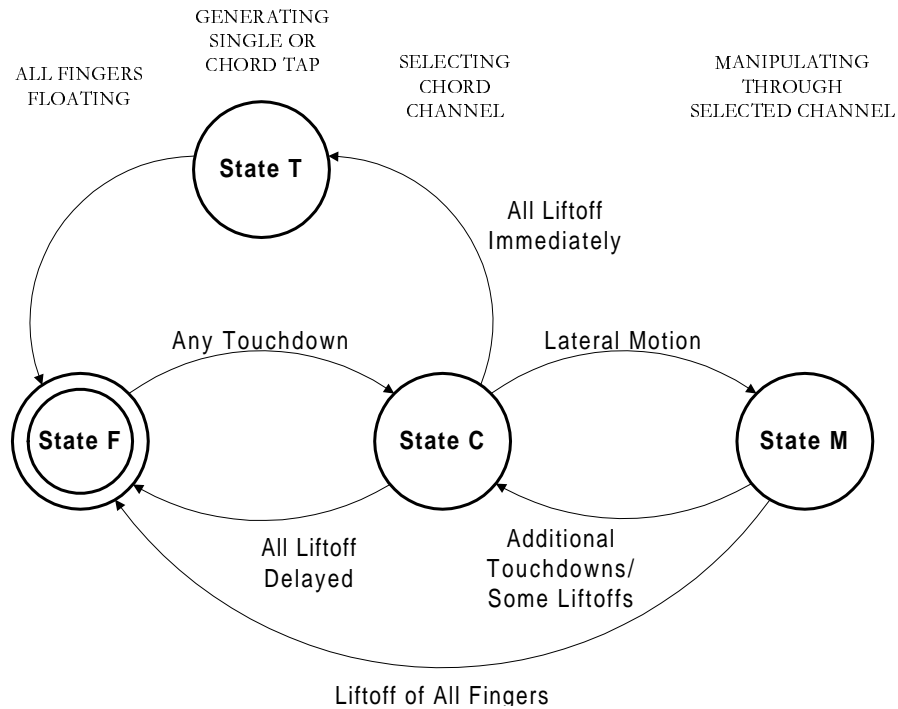 GENERATING
SINGLE OR
CHORD TAP
ALL FINGERS
FLOATING
SELECTING
CHORD
CHANNEL
MANIPULATING
THROUGH
SELECTED CHANNEL
State T
All Liftoff
Immediately
Any Touchdown
Lateral Motion
State F
State C
State M
All Liftoff
Delayed
Additional
Touchdowns/
Some Liftoffs
Liftoff of All Fingers